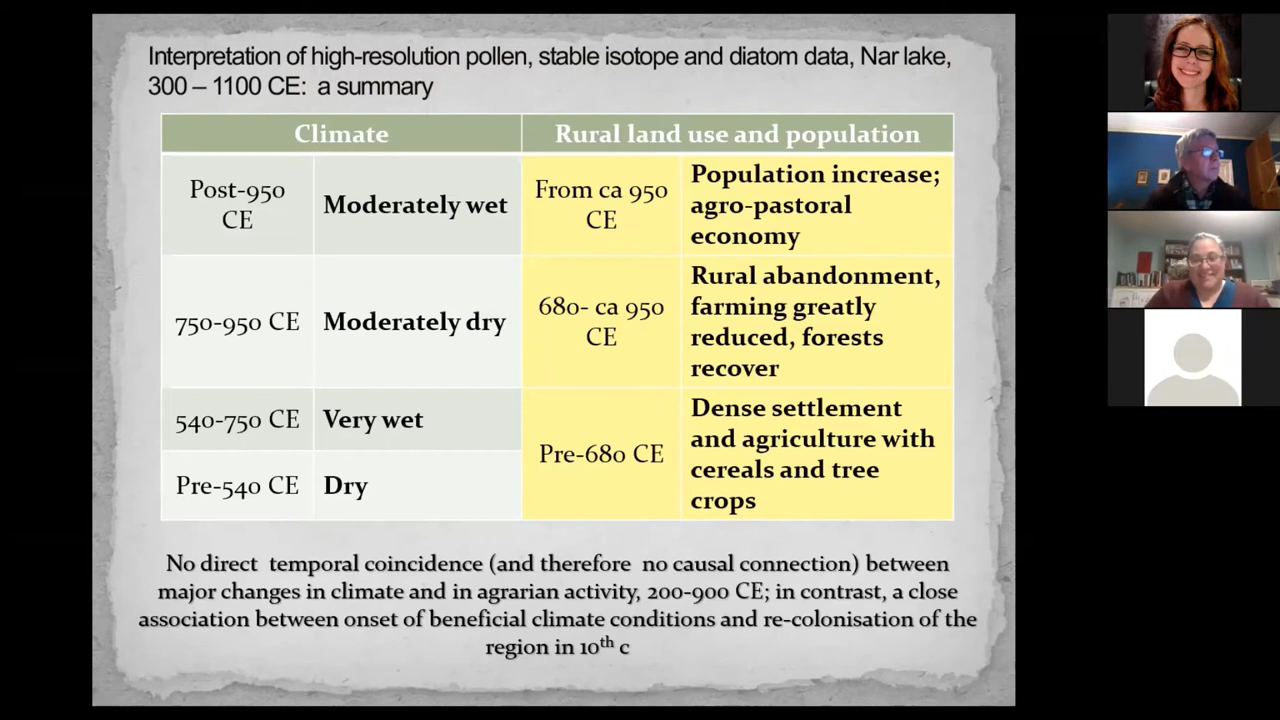 Interpretation of high-resolution pollen, stable isotope and diatom data, Nar lake,
300 – 1100 CE: a summary
Climate
Rural land use and population
Post-950
CE
Moderately wet
From ca 950
CE
Population increase;
agro-pastoral
economy
750-950 CE
Moderately dry
680- ca 950
CE
Rural abandonment,
farming greatly
reduced, forests
recover
540-750 CE
Very wet
Pre-540 CE
Dry
Pre-680 CE
Dense settlement
and agriculture with
cereals and tree
crops
No direct temporal coincidence (and therefore no causal connection) between
major changes in climate and in agrarian activity, 200-900 CE; in contrast, a close
association between onset of beneficial climate conditions and re-colonisation of the
region in 10th c